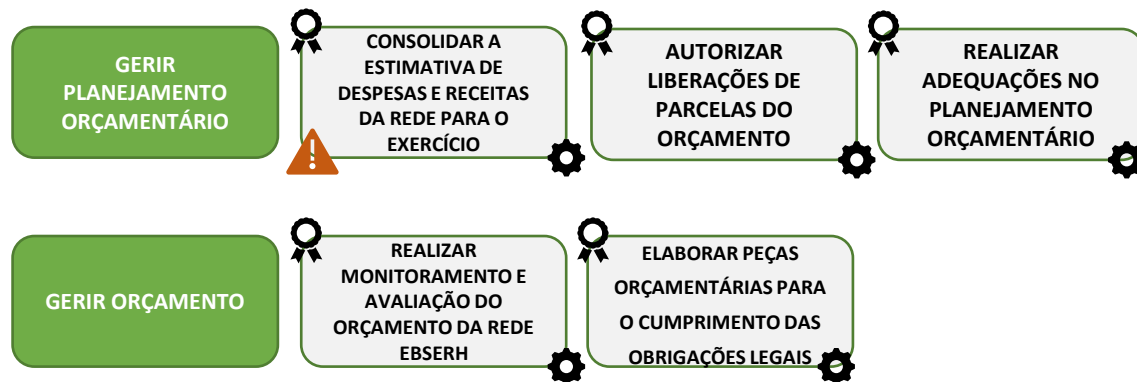 GERIR
PLANEJAMENTO
ORÇAMENTÁRIO
CONSOLIDAR A
ESTIMATIVA DE
DESPESAS E RECEITAS
DA REDE PARA O
EXERCÍCIO
AUTORIZAR
LIBERAÇÕES DE
PARCELAS DO
ORÇAMENTO
REALIZAR
ADEQUAÇÕES NO
PLANEJAMENTO
ORÇAMENTÁRIO
GERIR ORÇAMENTO
REALIZAR
MONITORAMENTO E
AVALIAÇÃO DO
ORÇAMENTO DA REDE
EBSERH
ELABORAR PEÇAS
ORÇAMENTÁRIAS PARA
O CUMPRIMENTO DAS
OBRIGAÇÕES LEGAIS